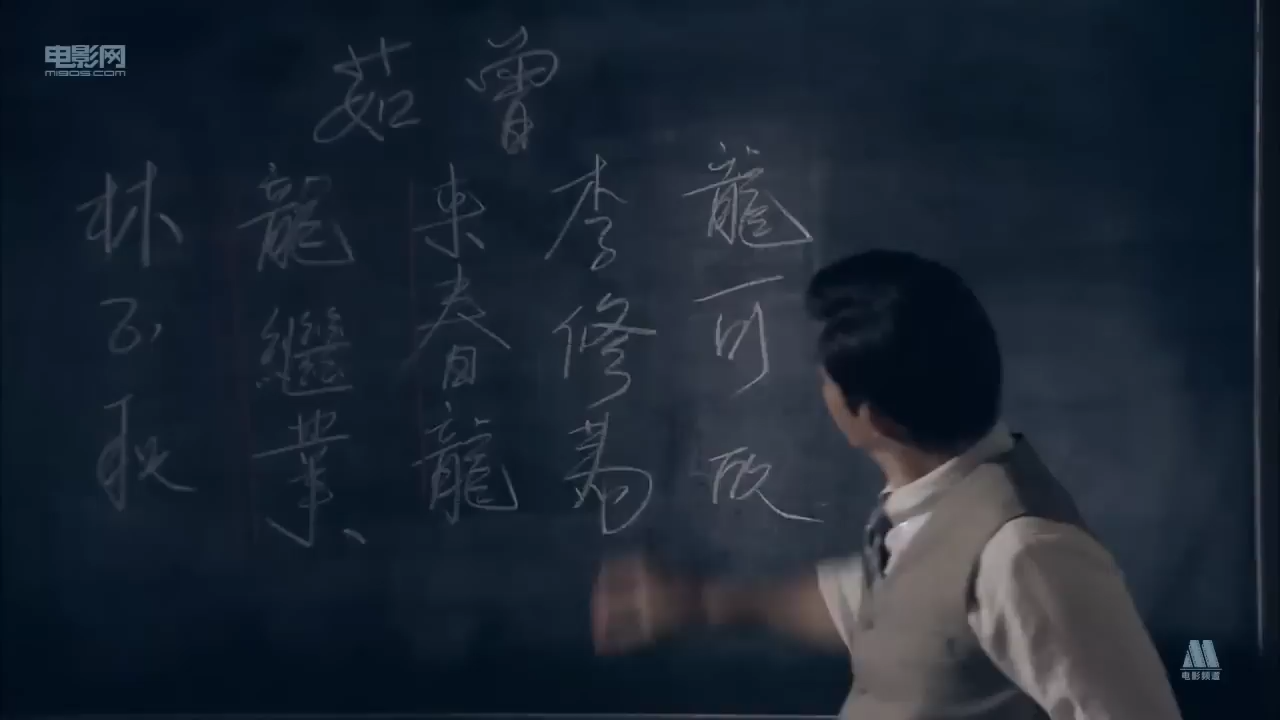 电影网
m1905.com
曾茹
龍可欣
李修
春龍
龍繼業
林子秋
电影频道